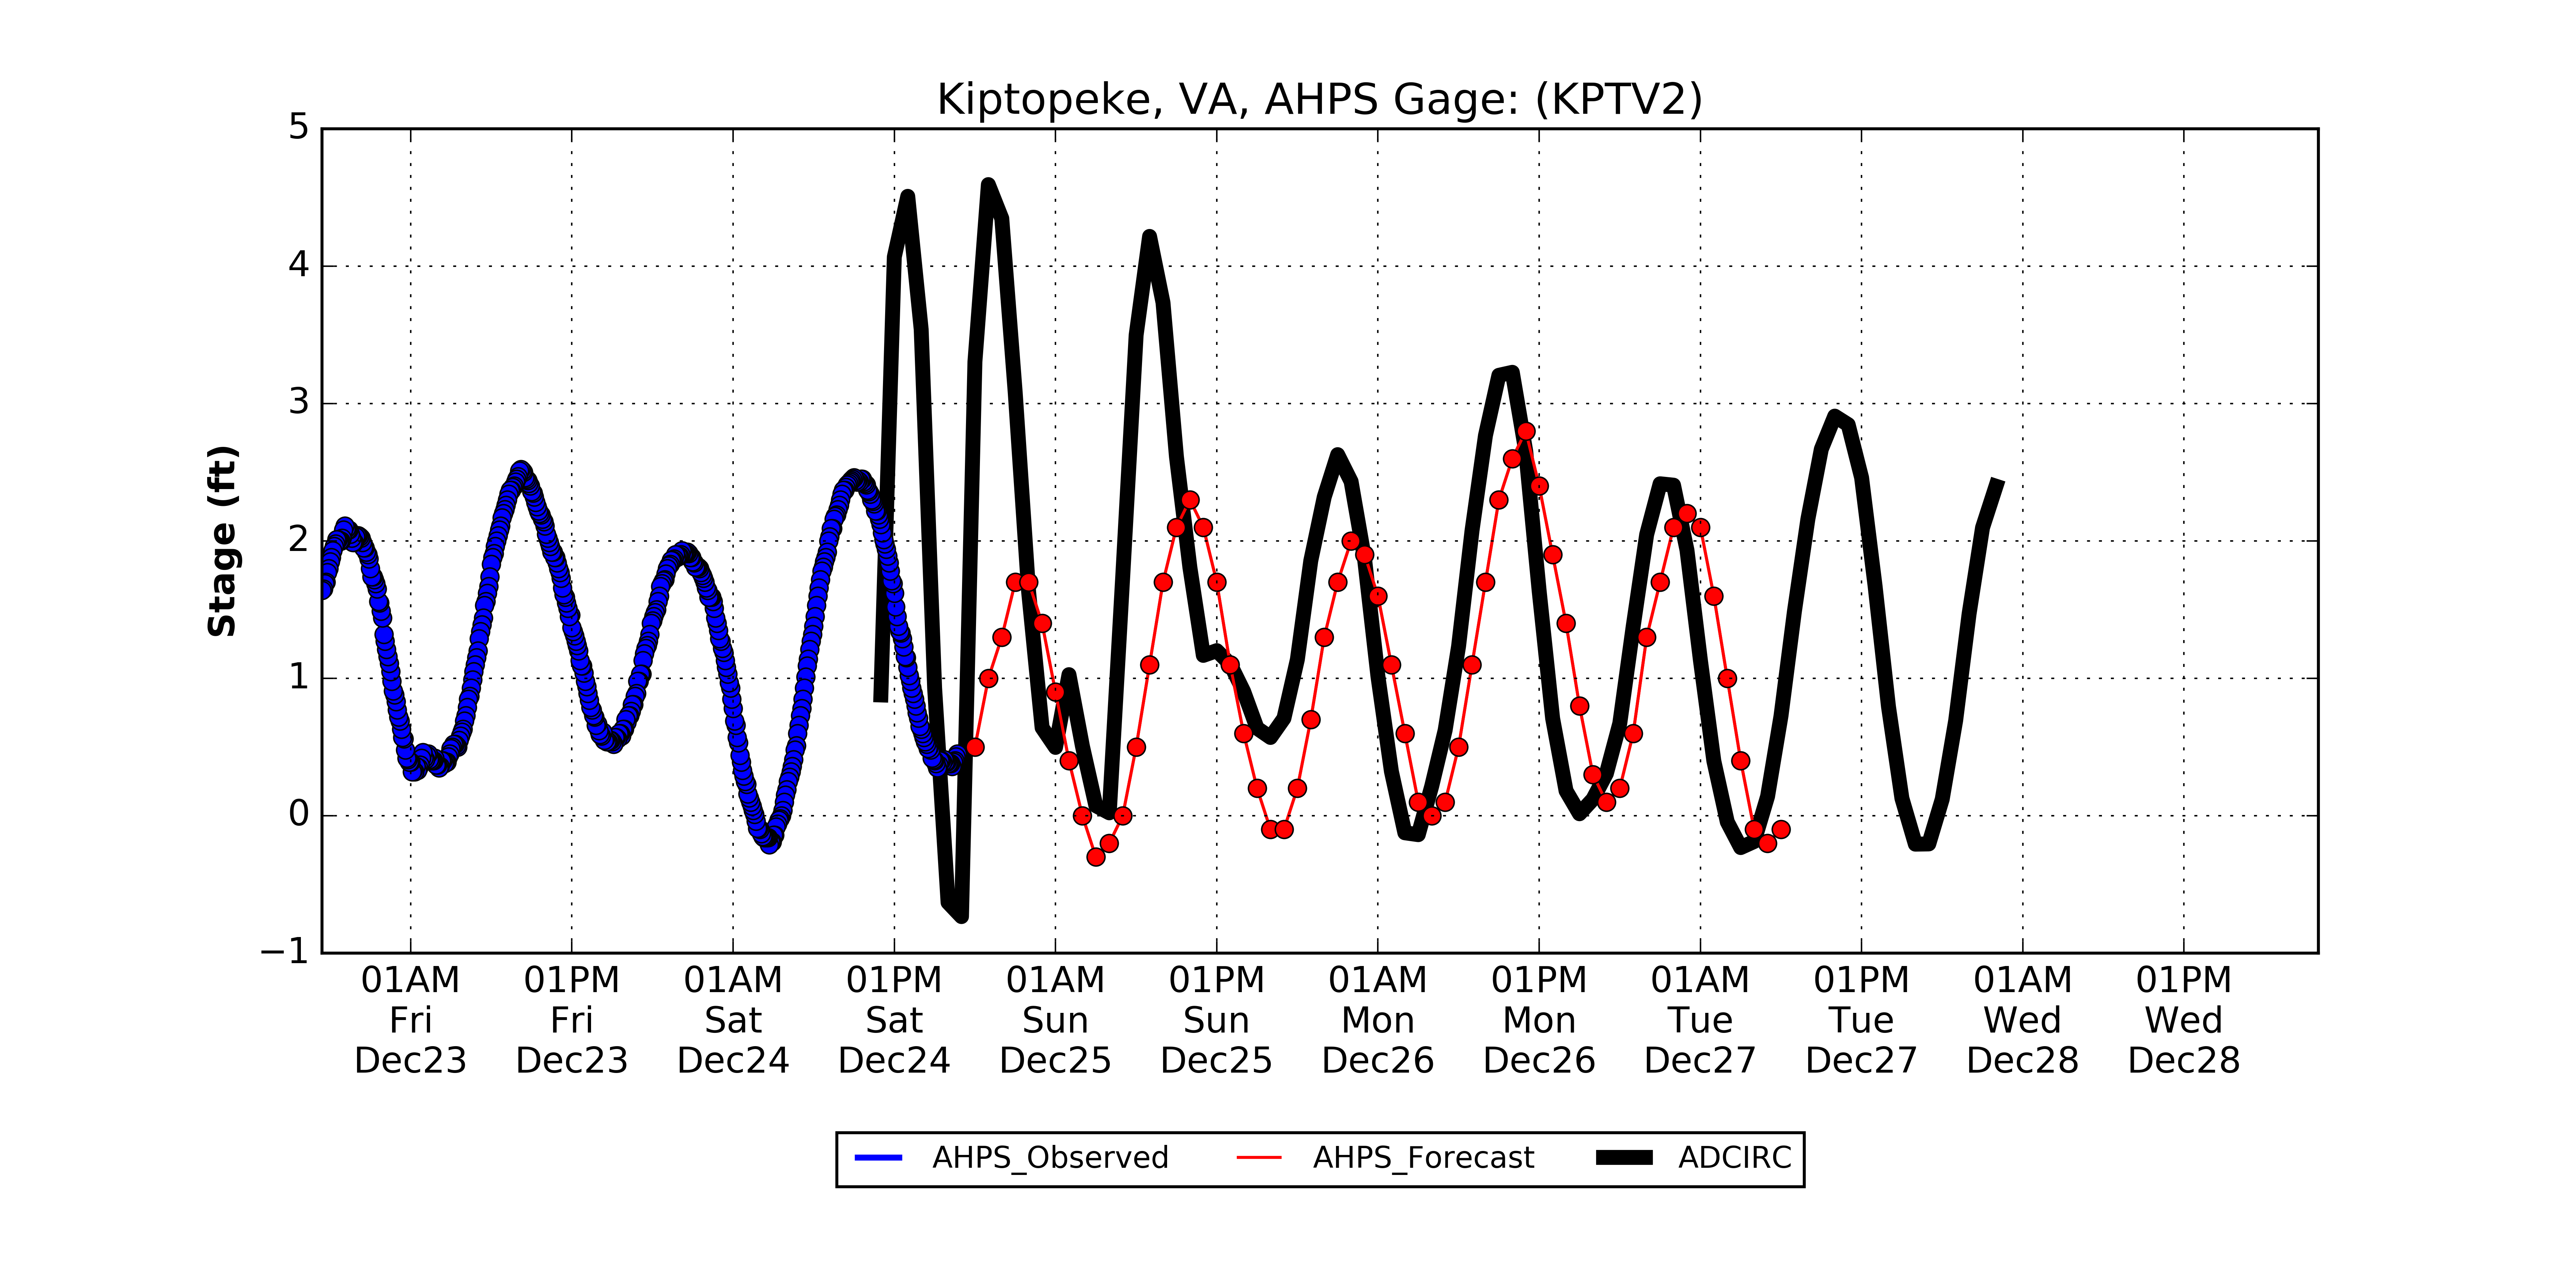 Kiptopeke, VA, AHPS Gage: (KPTV2)
5
4
3
2
1
0
−1
Stage (ft)
01AM 01PM 01AM 01PM 01AM 01PM 01AM 01PM 01AM 01PM 01AM 01PM
Fri Fri Sat Sat Sun Sun Mon Mon Tue Tue Wed Wed
Dec23 Dec23 Dec24 Dec24 Dec25 Dec25 Dec26 Dec26 Dec27 Dec27 Dec28 Dec28
AHPS_Observed AHPS_Forecast ADCIRC